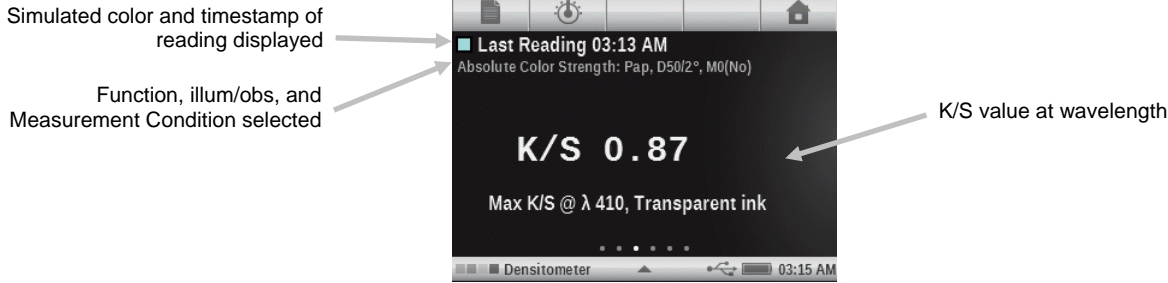 Simulated color and timestamp of
reading displayed
Function, illum/obs, and
Measurement Condition selected
Last Reading 03:13 AM
Absolute Color Strength: Pap, D50/2°, M0(No)
K/S 0.87
Max K/S @ λ 410, Transparent ink
Densitometer
03:15 AM
K/S value at wavelength